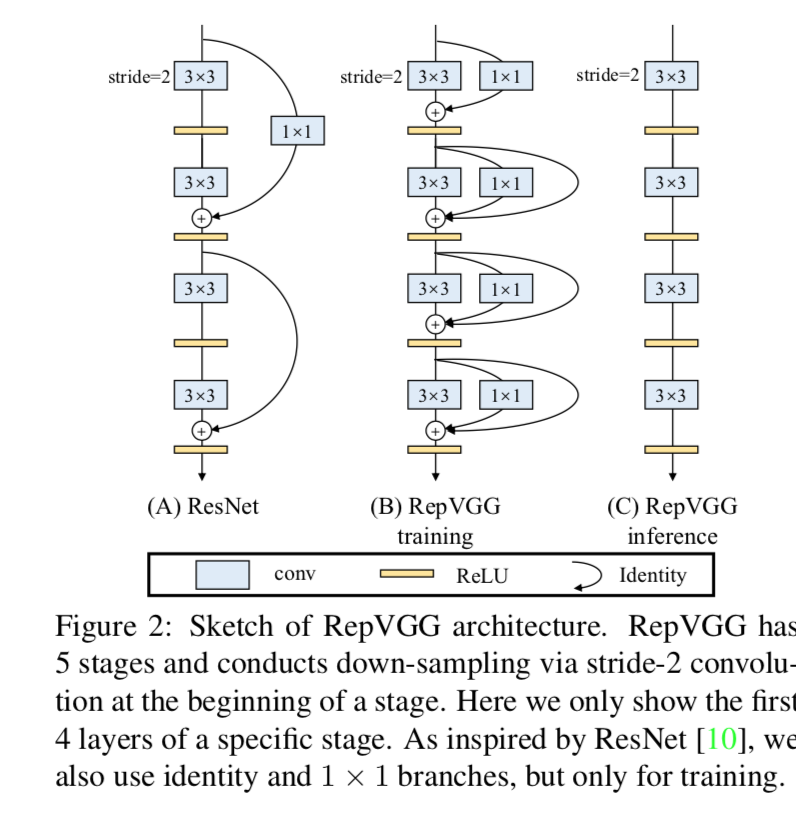 stride=2 3×3 stride=2 3×3 1×1 stride=2 3×3
1×1
3×3 3×3 1×1 3×3
3×3 3×3 1×1 3×3
3×3 3×3 1×1 3×3
(A) ResNet (B) RepVGG (C) RepVGG
training inference
conv ReLU Identity
Figure 2: Sketch of RepVGG architecture. RepVGG has
5 stages and conducts down-sampling via stride-2 convolu-
tion at the beginning of a stage. Here we only show the first
4 layers of a specific stage. As inspired by ResNet [10], we
also use identity and 1 × 1 branches, but only for training.